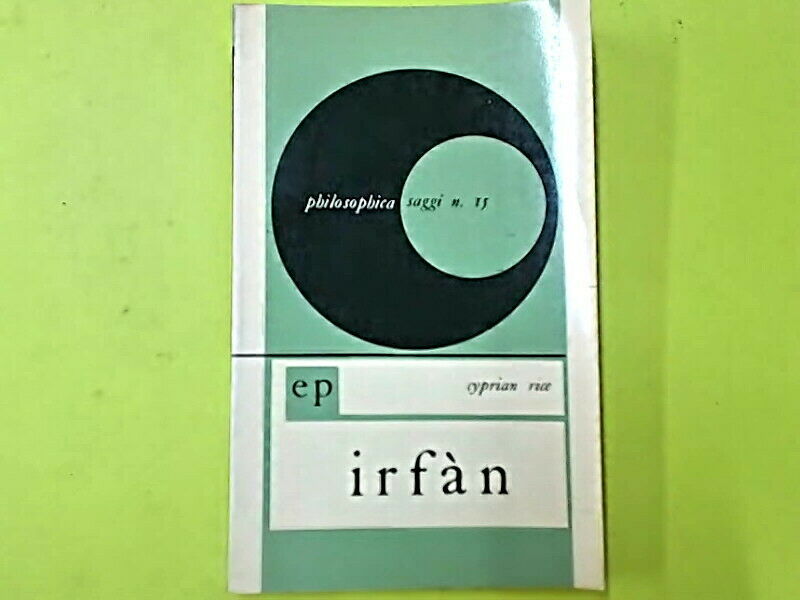 philosophica saggi n. 15
ep
cyprian rice
irfàn